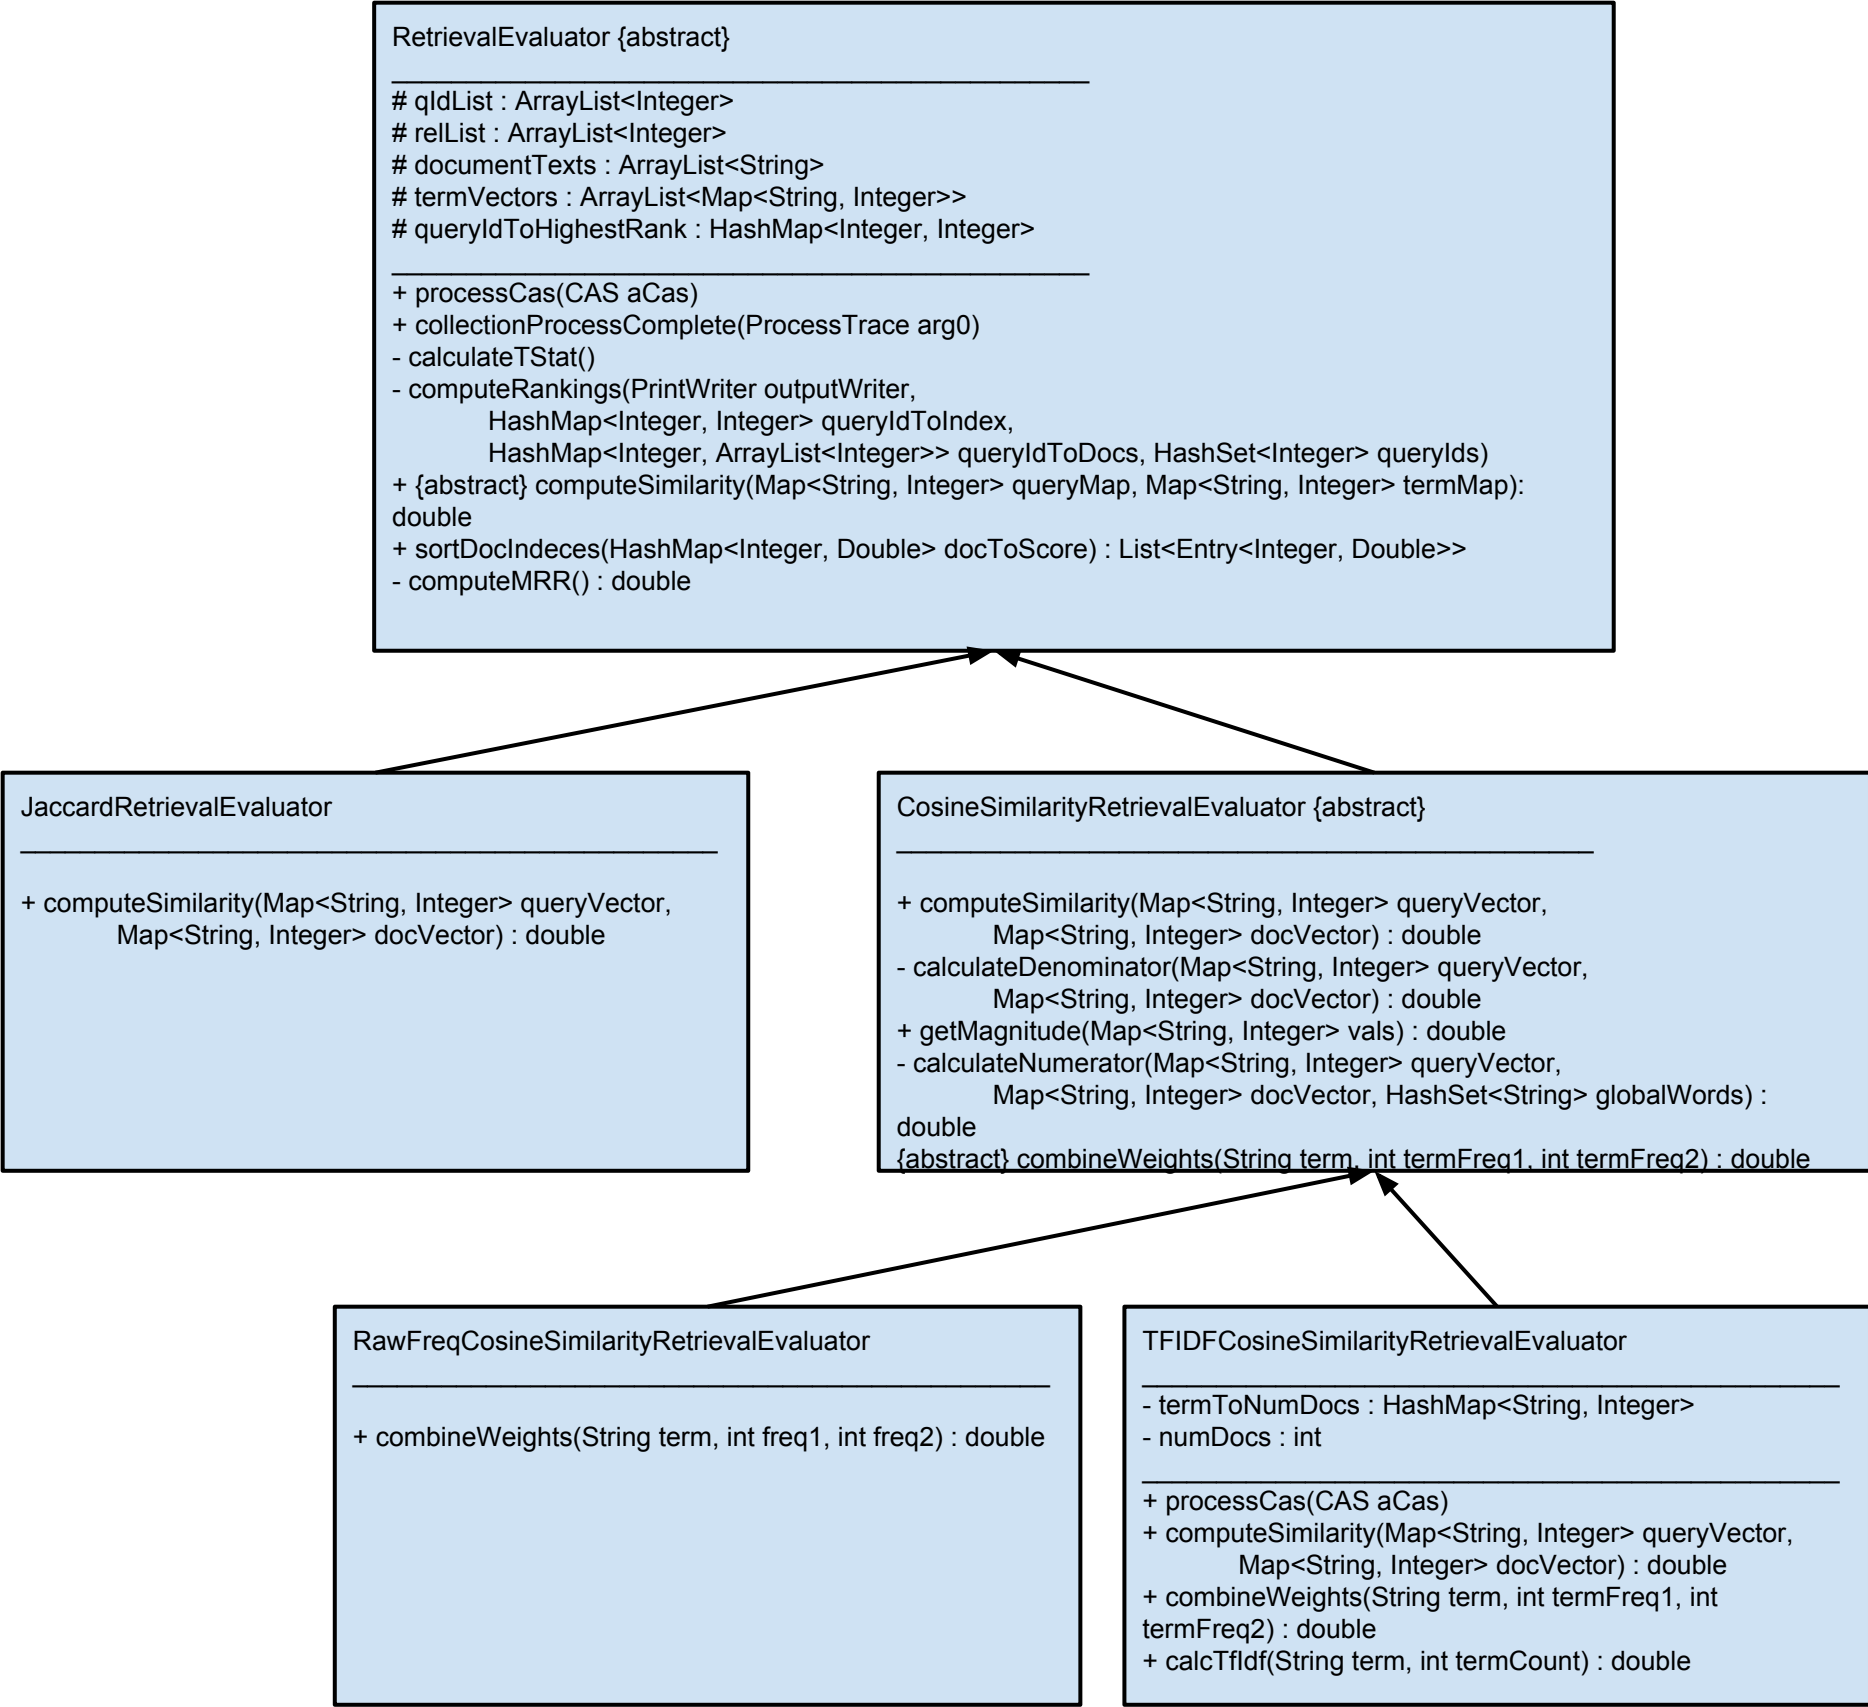 RetrievalEvaluator {abstract}
# qIdList : ArrayList<Integer>
# relList : ArrayList<Integer>
# documentTexts : ArrayList<String>
# termVectors : ArrayList<Map<String, Integer>>
# queryIdToHighestRank : HashMap<Integer, Integer>
+ processCas(CAS aCas)
+ collectionProcessComplete(ProcessTrace arg0)
- calculateTStat()
- computeRankings(PrintWriter outputWriter,
HashMap<Integer, Integer> queryIdToIndex,
HashMap<Integer, ArrayList<Integer>> queryIdToDocs, HashSet<Integer> queryIds)
+ {abstract} computeSimilarity(Map<String, Integer> queryMap, Map<String, Integer> termMap):
double
+ sortDocIndeces(HashMap<Integer, Double> docToScore) : List<Entry<Integer, Double>>
- computeMRR() : double
JaccardRetrievalEvaluator
+ computeSimilarity(Map<String, Integer> queryVector,
Map<String, Integer> docVector) : double
CosineSimilarityRetrievalEvaluator {abstract}
+ computeSimilarity(Map<String, Integer> queryVector,
Map<String, Integer> docVector) : double
- calculateDenominator(Map<String, Integer> queryVector,
Map<String, Integer> docVector) : double
+ getMagnitude(Map<String, Integer> vals) : double
- calculateNumerator(Map<String, Integer> queryVector,
Map<String, Integer> docVector, HashSet<String> globalWords) :
double
{abstract} combineWeights(String term, int termFreq1, int termFreq2) : double
RawFreqCosineSimilarityRetrievalEvaluator
+ combineWeights(String term, int freq1, int freq2) : double
TFIDFCosineSimilarityRetrievalEvaluator
- termToNumDocs : HashMap<String, Integer>
- numDocs : int
+ processCas(CAS aCas)
+ computeSimilarity(Map<String, Integer> queryVector,
Map<String, Integer> docVector) : double
+ combineWeights(String term, int termFreq1, int
termFreq2) : double
+ calcTfIdf(String term, int termCount) : double